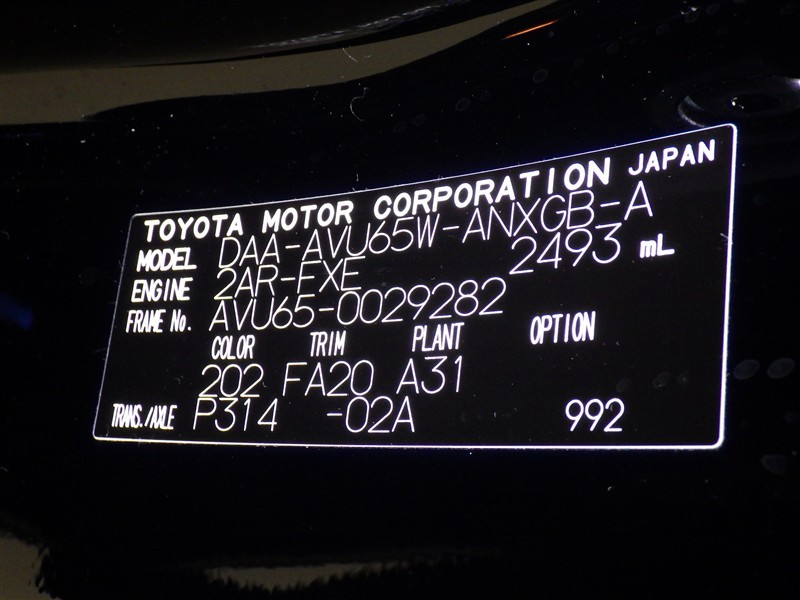 TOYOTA MOTOR CORPORATION JAPAN
MODEL DAA-AVU65W-ANXGB-A
ENGINE 2AR-FXE 2493 mL
FRAME No. AVU65-0029282
COLOR TRIM PLANT OPTION
202 FA20 A31
TRANS./AXLE P314 -02A 992